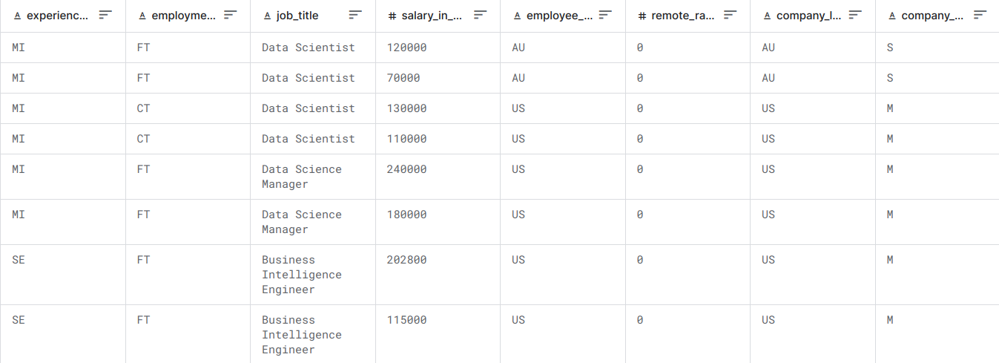 experienc... employme... job_title salary_in_... employee_... remote_ra... company_l... company_...
MI FT Data Scientist 120000 AU 0 AU S
MI FT Data Scientist 70000 AU 0 AU S
MI CT Data Scientist 130000 US 0 US M
MI CT Data Scientist 110000 US 0 US M
MI FT Data Science 240000 US 0 US M
Manager
MI FT Data Science 180000 US 0 US M
Manager
SE FT Business 202800 US 0 US M
Intelligence
Engineer
SE FT Business 115000 US 0 US M
Intelligence
Engineer